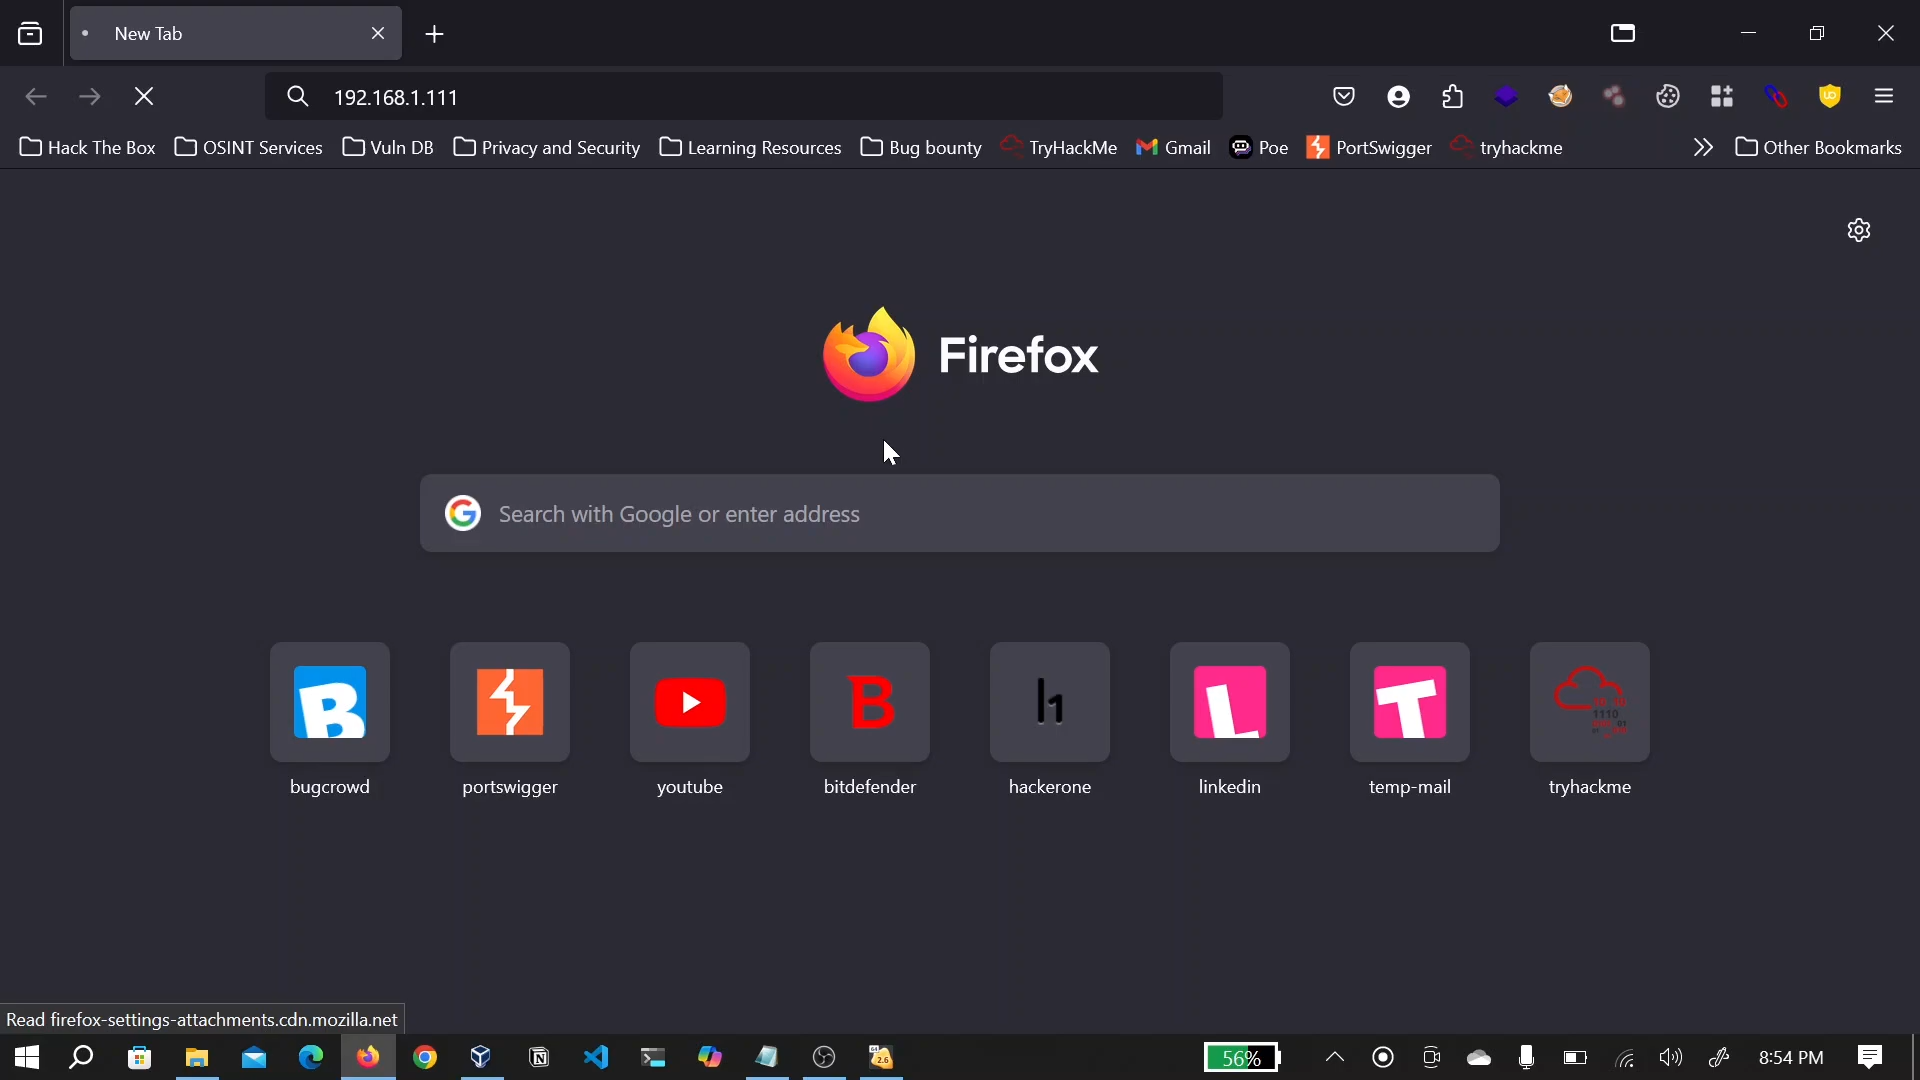 New Tab
192.168.1.111
Hack The Box OSINT Services Vuln DB Privacy and Security Learning Resources Bug bounty TryHackMe Gmail Poe PortSwigger tryhackme Other Bookmarks
Firefox
Search with Google or enter address
bugcrowd portswigger youtube bitdefender hackerone linkedin temp-mail tryhackme
Read firefox-settings-attachments.cdn.mozilla.net
56% 8:54 PM